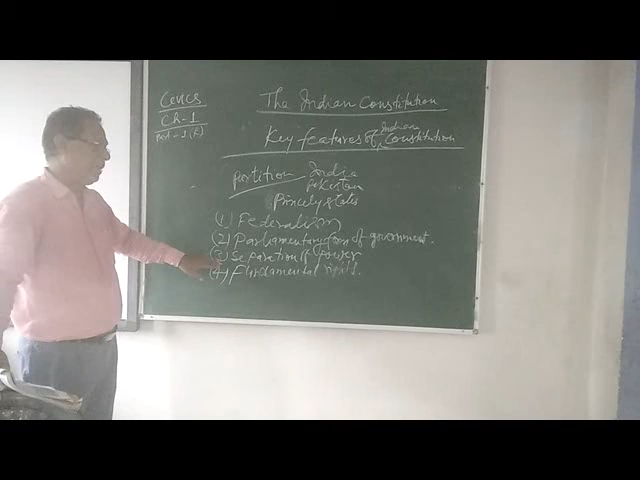 Civics
CH-1
Part-1(E)
The Indian Constitution
Key features of Indian Constitution
Partition India
Pakistan
Princely states
(1) Federalism
(2) Parliamentary form of government.
(3) Separation of power
(4) Fundamental rights.